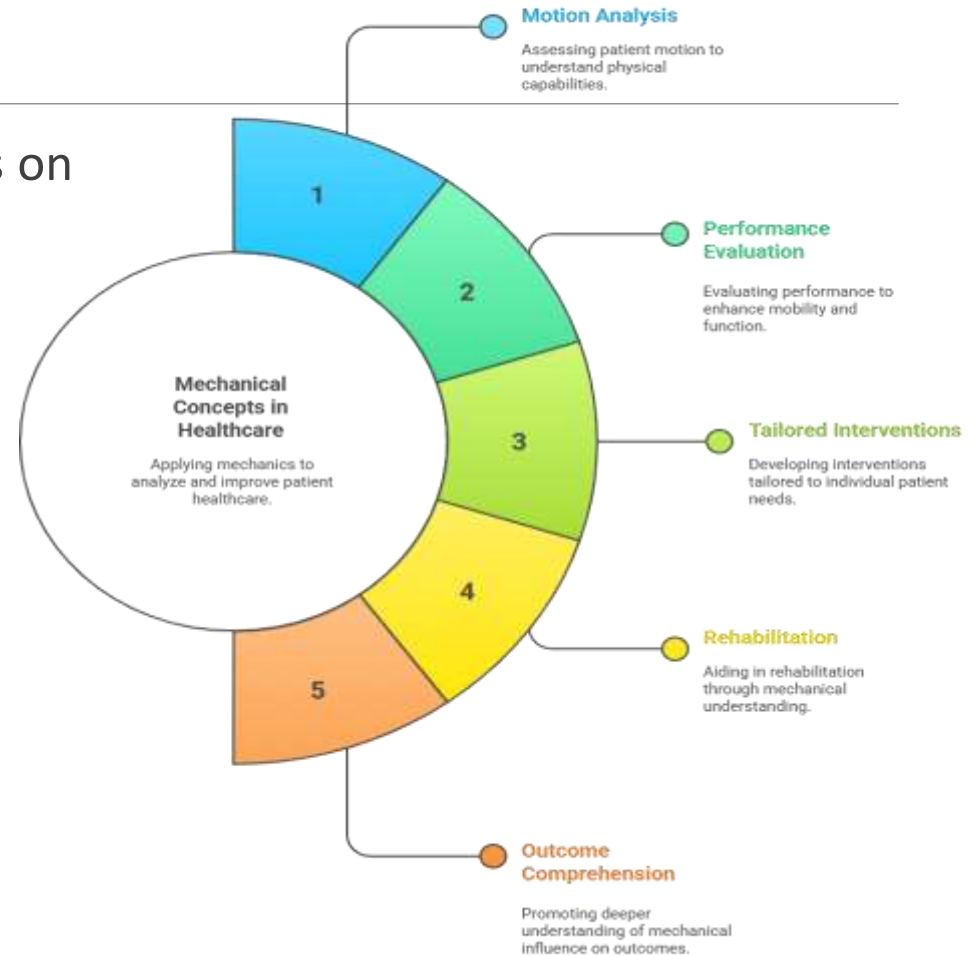 Motion Analysis
Assessing patient motion to
understand physical
capabilities.
s on
1
Performance
Evaluation
2
Evaluating performance to
enhance mobility and
function.
Mechanical
Concepts in
Healthcare
Applying mechanics to
analyze and improve patient
healthcare.
3
Tailored Interventions
Developing interventions
tailored to individual patient
needs.
4
Rehabilitation
Aiding in rehabilitation
through mechanical
understanding.
5
Outcome
Comprehension
Promoting deeper
understanding of mechanical
influence on outcomes.